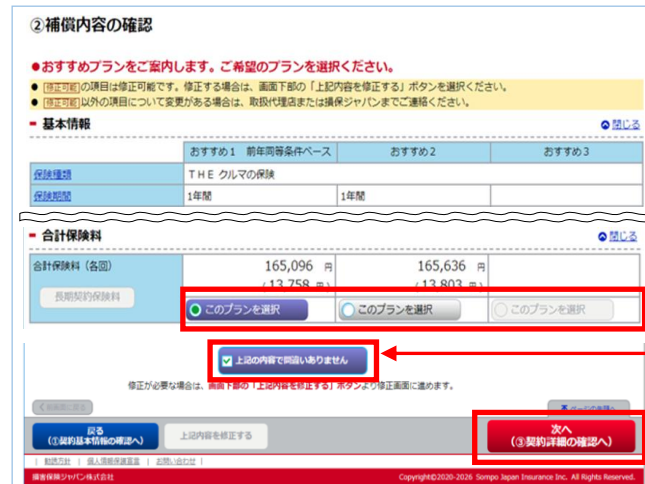 ②補償内容の確認
●おすすめプランをご案内します。ご希望のプランを選択ください。
● 修正可能の項目は修正可能です。修正する場合は、画面下部の「上記内容を修正する」ボタンを選択ください。
● 修正可能以外の項目について変更がある場合は、取扱代理店または損保ジャパンまでご連絡ください。
基本情報 閉じる
おすすめ1 前年同等条件ベース おすすめ2 おすすめ3
保険種類 THE クルマの保険
保険期間 1年間 1年間
合計保険料 閉じる
合計保険料（各回） 165,096 円 165,636 円
(13,758 円) (13,803 円)
長期契約保険料
このプランを選択 このプランを選択 このプランを選択
上記の内容で間違いありません
修正が必要な場合は、画面下部の「上記内容を修正する」ボタンより修正画面に進めます。
戻る
(①契約基本情報の確認へ)
上記内容を修正する
次へ
(③契約詳細の確認へ)
| 勧誘方針 | 個人情報保護宣言 | お問い合わせ |
損害保険ジャパン株式会社 Copyright©2020-2026 Sompo Japan Insurance Inc. All Rights Reserved.